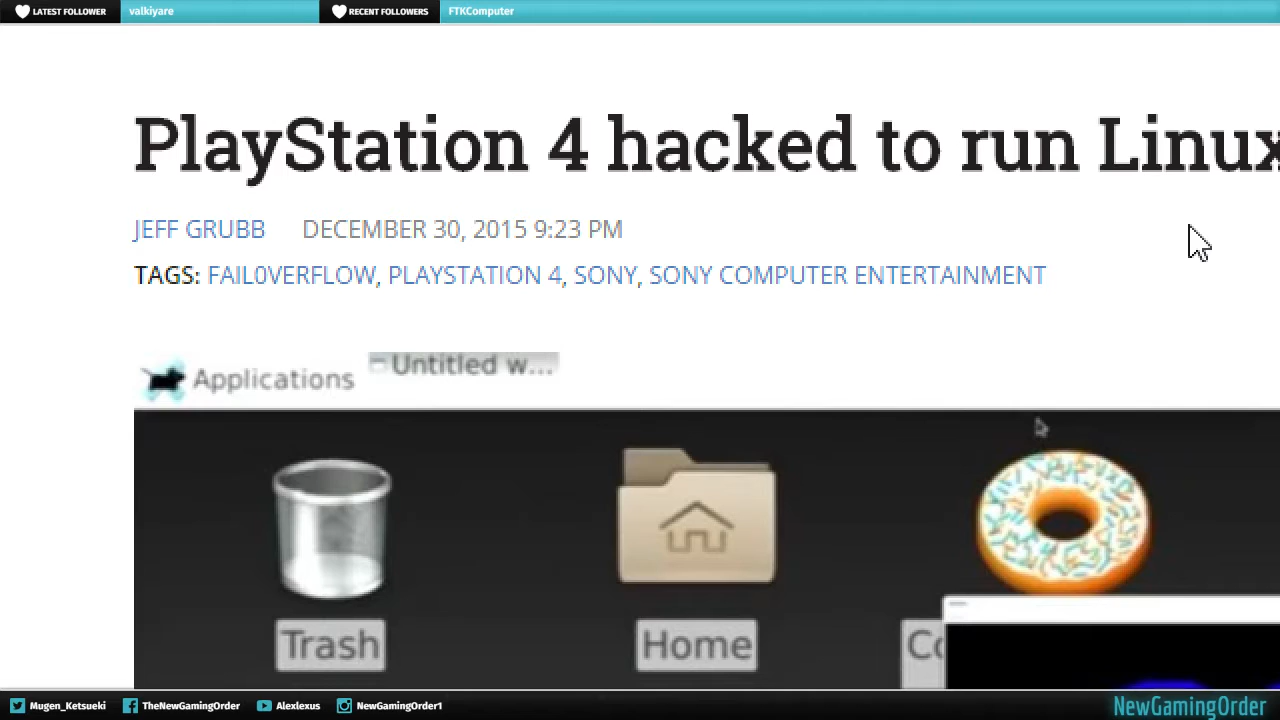 LATEST FOLLOWER valkiyare RECENT FOLLOWERS FTKComputer
PlayStation 4 hacked to run Linux
JEFF GRUBB DECEMBER 30, 2015 9:23 PM
TAGS: FAIL0VERFLOW, PLAYSTATION 4, SONY, SONY COMPUTER ENTERTAINMENT
Applications Untitled w...
Trash Home Co
Mugen_Ketsueki TheNewGamingOrder Alexlexus NewGamingOrder1 NewGamingOrder